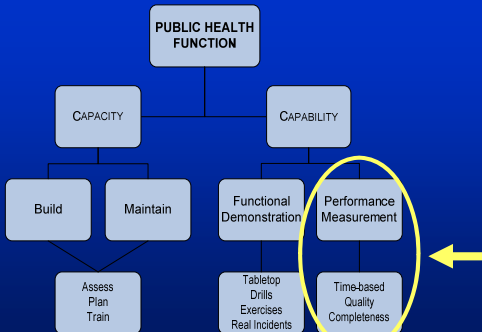 PUBLIC HEALTH
FUNCTION
CAPACITY
CAPABILITY
Build
Maintain
Functional
Demonstration
Performance
Measurement
Assess
Plan
Train
Tabletop
Drills
Exercises
Real Incidents
Time-based
Quality
Completeness